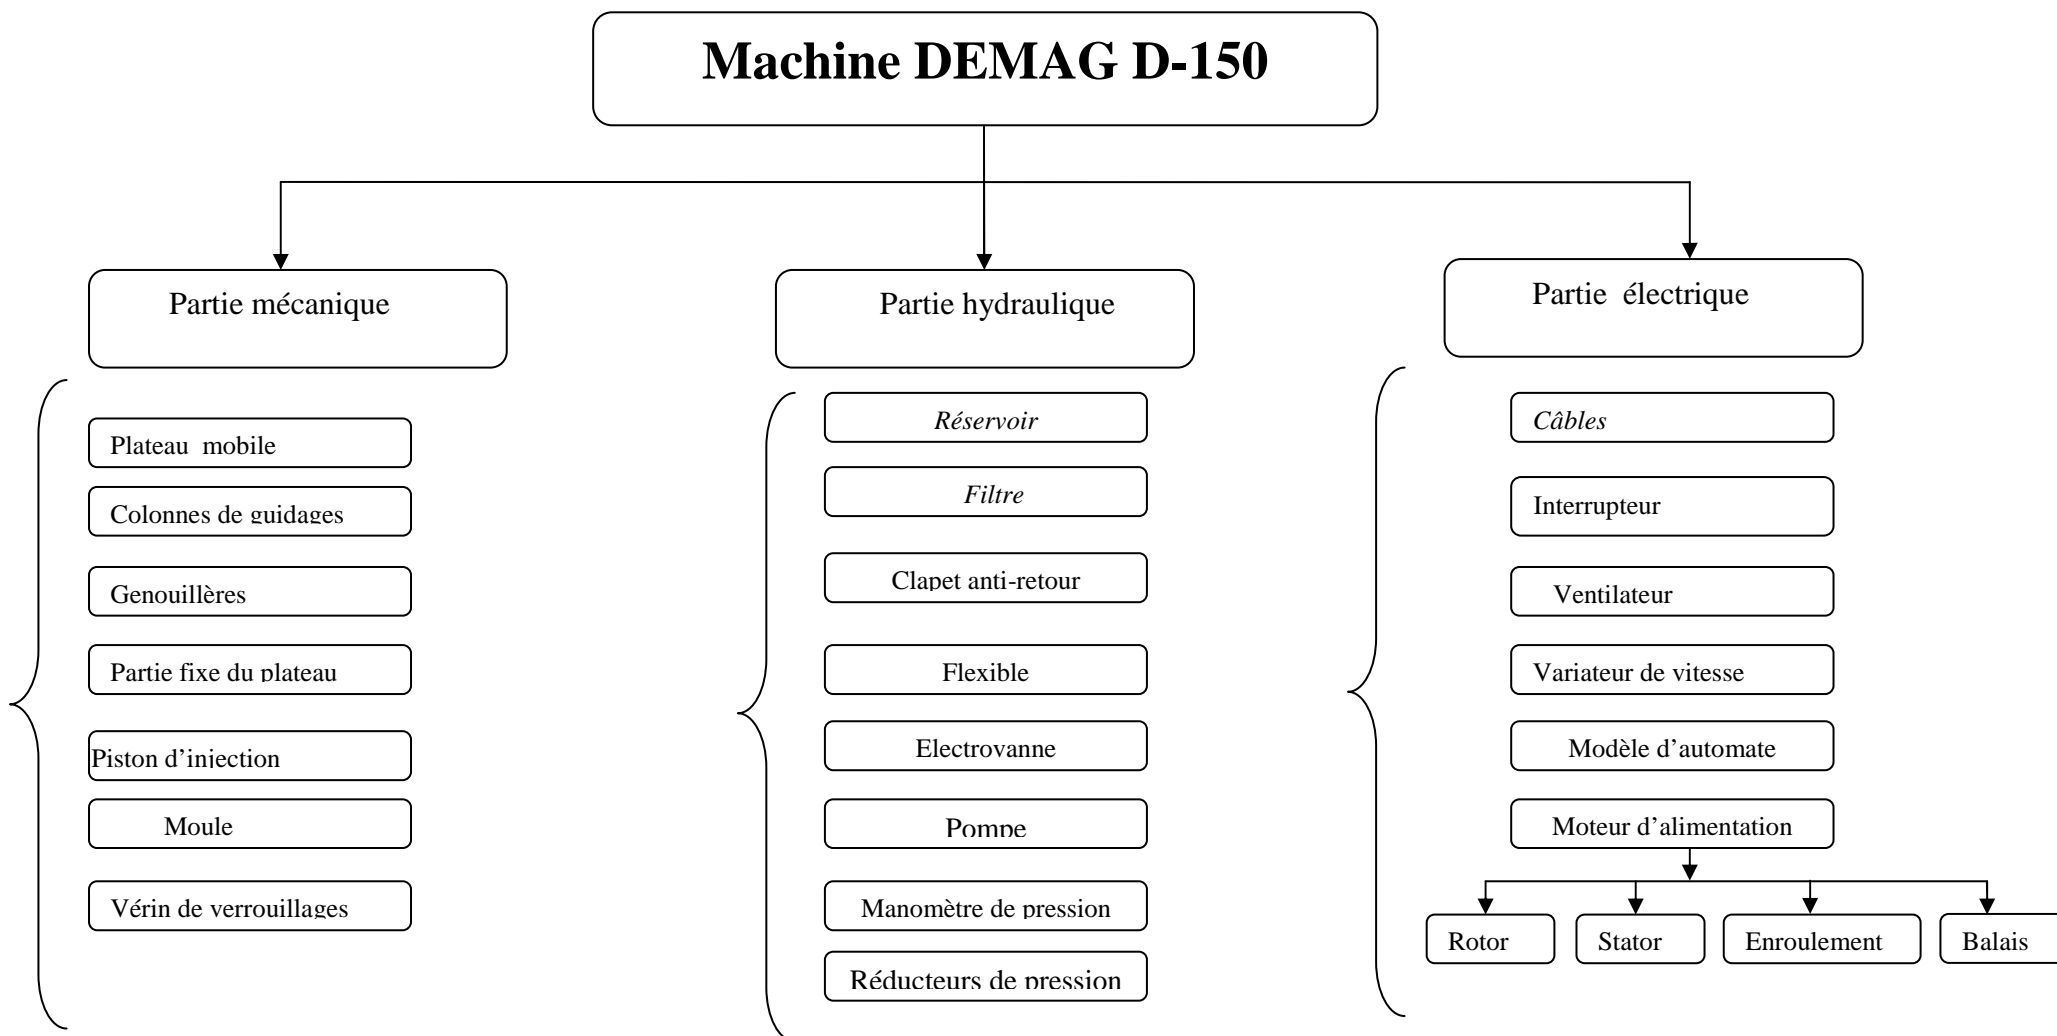 Machine DEMAG D-150
Partie mécanique
Plateau mobile
Colonnes de guidages
Genouillères
Partie fixe du plateau
Piston d’injection
Moule
Vérin de verrouillages
Partie hydraulique
Réservoir
Filtre
Clapet anti-retour
Flexible
Electrovanne
Pompe
Manomètre de pression
Réducteurs de pression
Partie électrique
Câbles
Interrupteur
Ventilateur
Variateur de vitesse
Modèle d’automate
Moteur d’alimentation
Rotor
Stator
Enroulement
Balais